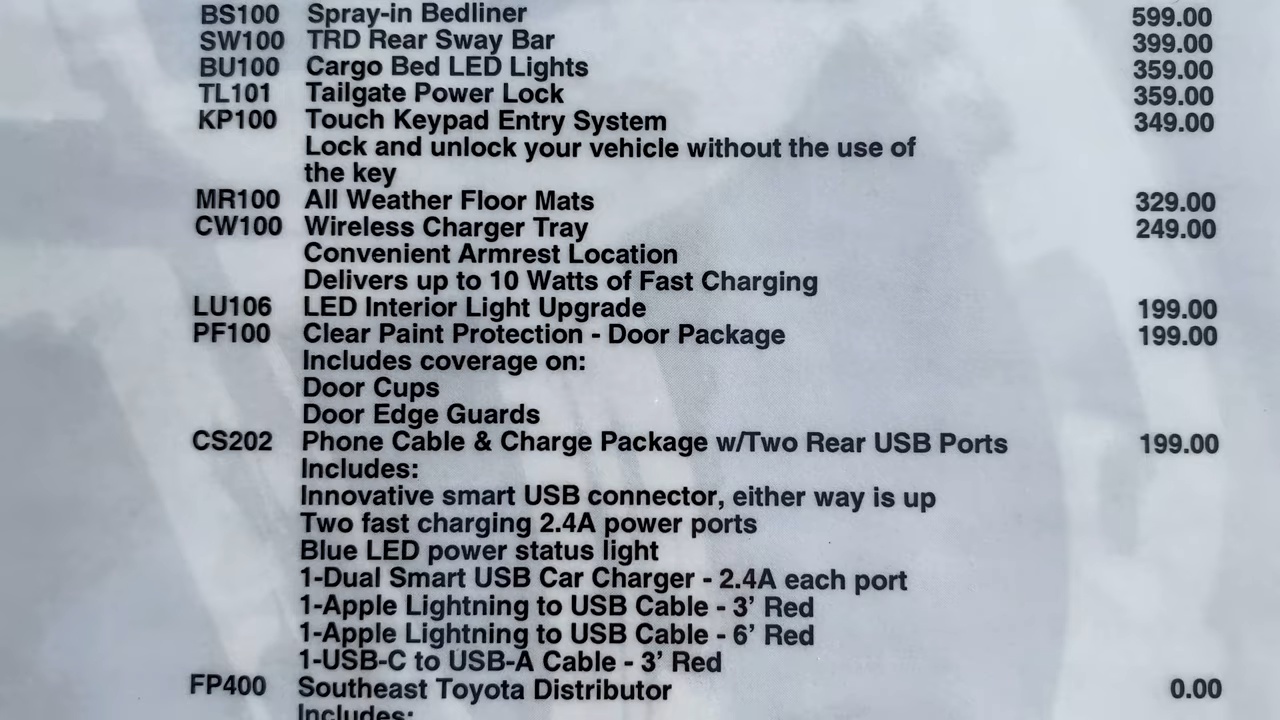 BS100 Spray-in Bedliner 599.00
SW100 TRD Rear Sway Bar 399.00
BU100 Cargo Bed LED Lights 359.00
TL101 Tailgate Power Lock 359.00
KP100 Touch Keypad Entry System 349.00
Lock and unlock your vehicle without the use of
the key
MR100 All Weather Floor Mats 329.00
CW100 Wireless Charger Tray 249.00
Convenient Armrest Location
Delivers up to 10 Watts of Fast Charging
LU106 LED Interior Light Upgrade 199.00
PF100 Clear Paint Protection - Door Package 199.00
Includes coverage on:
Door Cups
Door Edge Guards
CS202 Phone Cable & Charge Package w/Two Rear USB Ports 199.00
Includes:
Innovative smart USB connector, either way is up
Two fast charging 2.4A power ports
Blue LED power status light
1-Dual Smart USB Car Charger - 2.4A each port
1-Apple Lightning to USB Cable - 3’ Red
1-Apple Lightning to USB Cable - 6’ Red
1-USB-C to USB-A Cable - 3’ Red
FP400 Southeast Toyota Distributor 0.00
Includes: